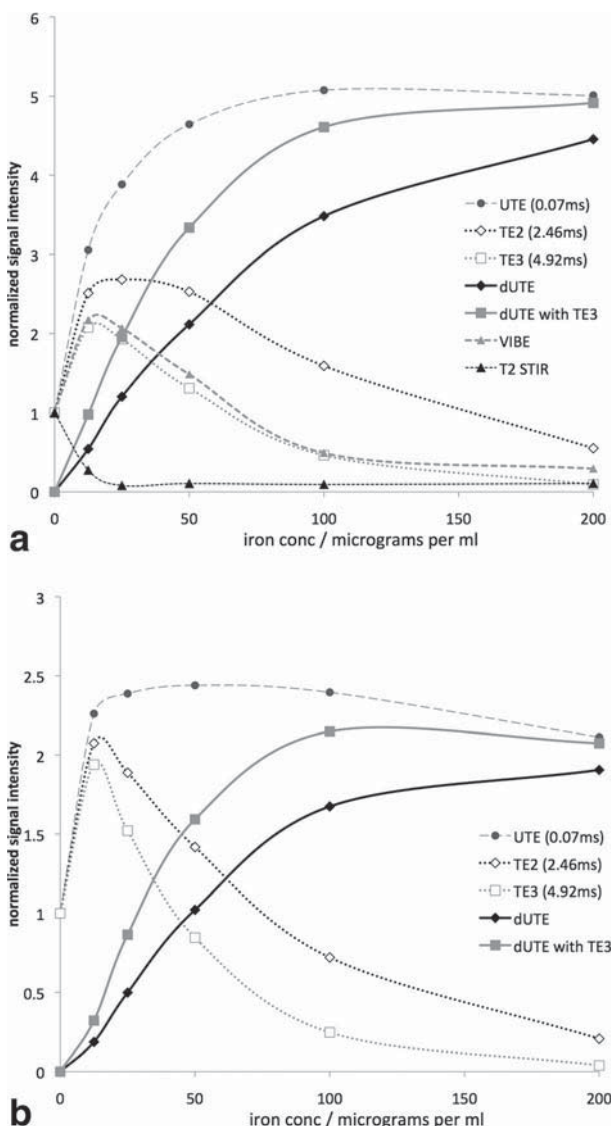 6
5
4
3
2
1
0
normalized signal intensity
UTE (0.07ms)
TE2 (2.46ms)
TE3 (4.92ms)
dUTE
dUTE with TE3
VIBE
T2 STIR
0 50 100 150 200
iron conc / micrograms per ml
a
3
2.5
2
1.5
1
0.5
0
normalized signal intensity
UTE (0.07ms)
TE2 (2.46ms)
TE3 (4.92ms)
dUTE
dUTE with TE3
0 50 100 150 200
iron conc / micrograms per ml
b